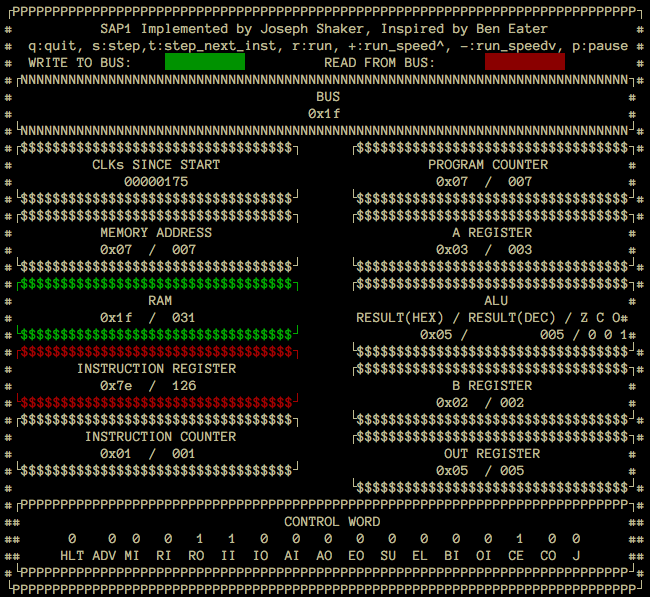 SAP1 Implemented by Joseph Shaker, Inspired by Ben Eater
q:quit, s:step,t:step_next_inst, r:run, +:run_speed^, -:run_speedv, p:pause
WRITE TO BUS: READ FROM BUS:
BUS
0x1f
CLKs SINCE START PROGRAM COUNTER
00000175 0x07 / 007
MEMORY ADDRESS A REGISTER
0x07 / 007 0x03 / 003
RAM ALU
0x1f / 031 RESULT(HEX) / RESULT(DEC) / Z C O
0x05 / 005 / 0 0 1
INSTRUCTION REGISTER
0x7e / 126 B REGISTER
0x02 / 002
INSTRUCTION COUNTER
0x01 / 001 OUT REGISTER
0x05 / 005
CONTROL WORD
0 0 0 0 1 1 0 0 0 0 0 0 0 0 1 0 0
HLT ADV MI RI RO II IO AI AO EO SU EL BI OI CE CO J